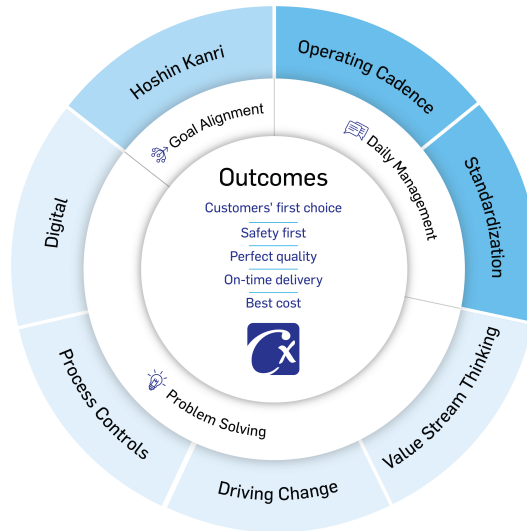 Hoshin Kanri
Operating Cadence
Standardization
Value Stream Thinking
Driving Change
Process Controls
Digital
Goal Alignment
Daily Management
Problem Solving
Outcomes
Customers' first choice
Safety first
Perfect quality
On-time delivery
Best cost
Cx